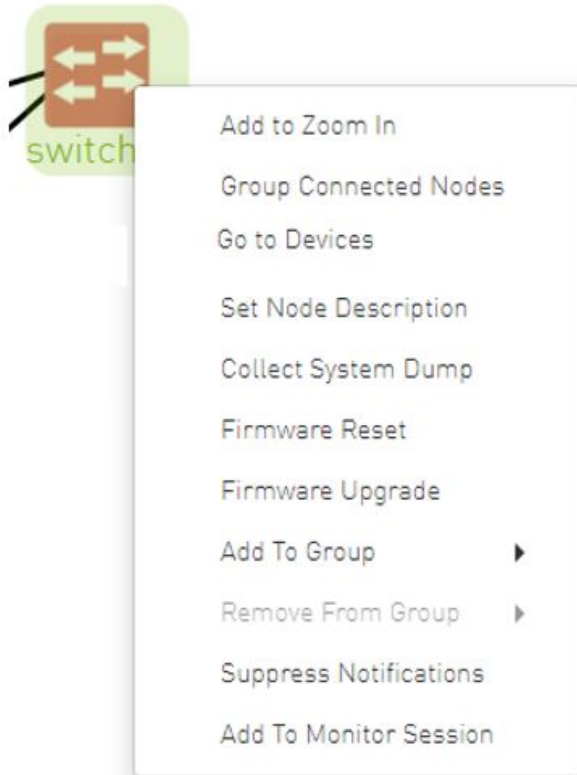 switch
Add to Zoom In
Group Connected Nodes
Go to Devices
Set Node Description
Collect System Dump
Firmware Reset
Firmware Upgrade
Add To Group
Remove From Group
Suppress Notifications
Add To Monitor Session